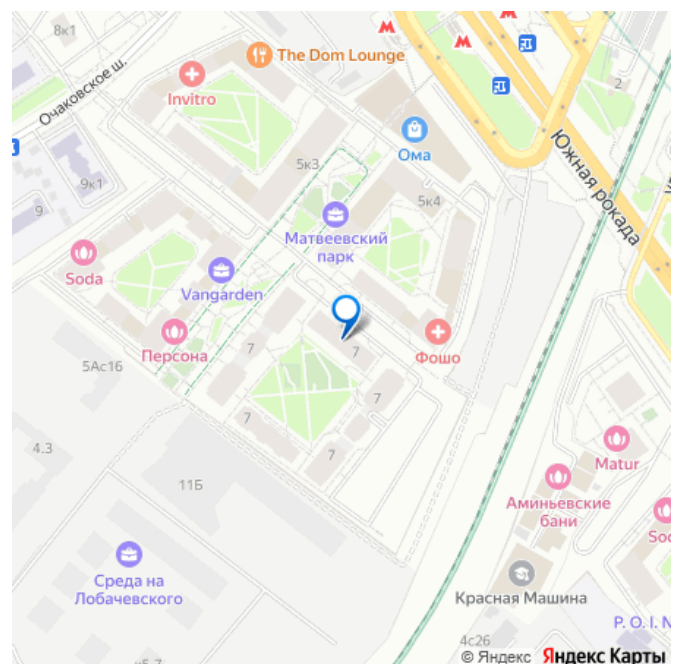 8к1
The Dom Lounge
Invitro
Очаковское ш.
Ома
2
Южная рокада
5к3
5к4
9к1
9
Матвеевский
парк
Soda
Vangarden
Персона
Фошо
7
7
7
7
7
5Ас16
4.3
11Б
Matur
Аминьевские
бани
Среда на
Лобачевского
Красная Машина
4с26
© Яндекс Яндекс Карты